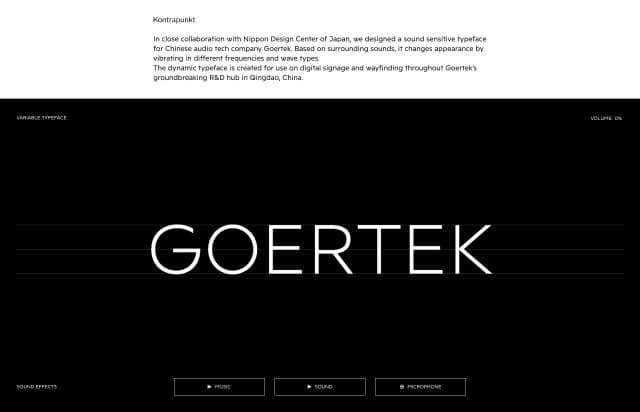 Kontrapunkt
In close collaboration with Nippon Design Center of Japan, we designed a sound sensitive typeface
for Chinese audio tech company Goertek. Based on surrounding sounds, it changes appearance by
vibrating in different frequencies and wave types.
The dynamic typeface is created for use on digital signage and wayfinding throughout Goertek's
groundbreaking R&D hub in Qingdao, China.
VARIABLE TYPEFACE
VOLUME: 0%
GOERTEK
SOUND EFFECTS
MUSIC
SOUND
MICROPHONE